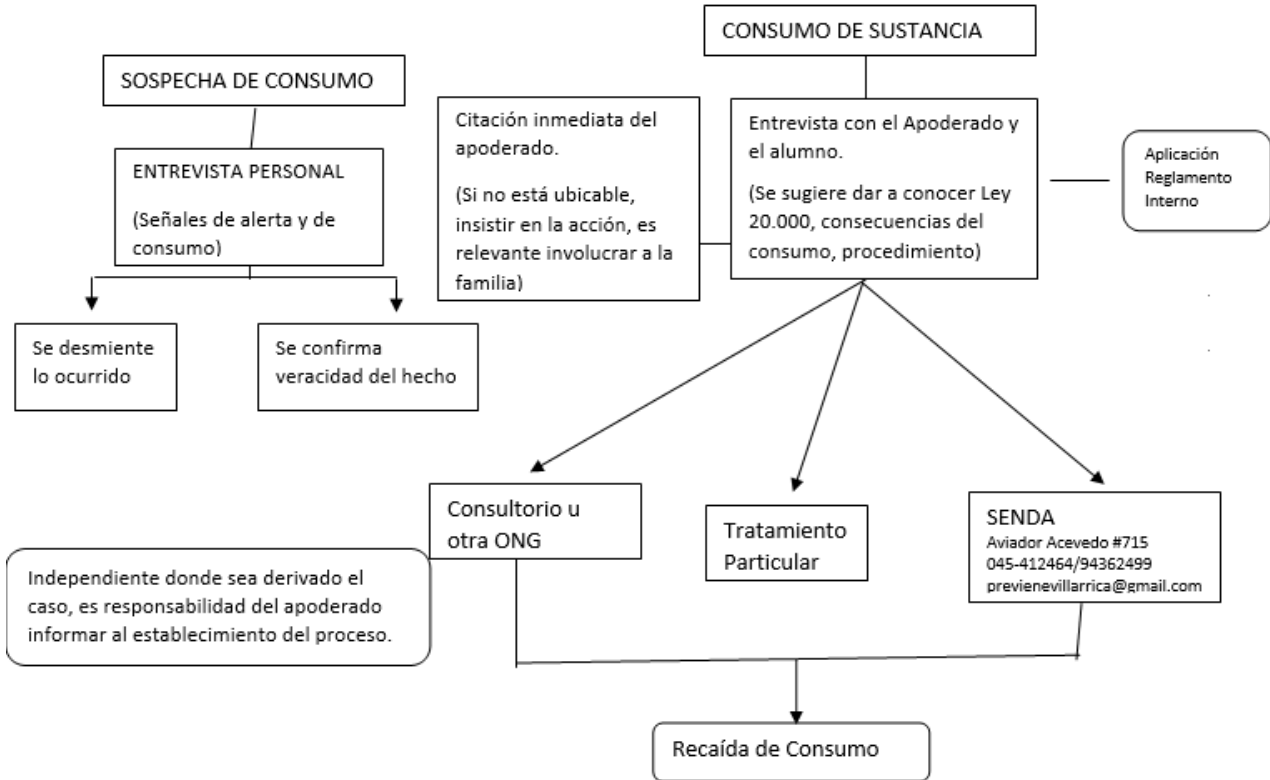 CONSUMO DE SUSTANCIA
SOSPECHA DE CONSUMO
ENTREVISTA PERSONAL
(Señales de alerta y de
consumo)
Se desmiente
lo ocurrido
Se confirma
veracidad del hecho
Citación inmediata del
apoderado.
(Si no está ubicable,
insistir en la acción, es
relevante involucrar a la
familia)
Entrevista con el Apoderado y
el alumno.
(Se sugiere dar a conocer Ley
20.000, consecuencias del
consumo, procedimiento)
Aplicación
Reglamento
Interno
Consultorio u
otra ONG
Tratamiento
Particular
SENDA
Aviador Acevedo #715
045-412464/94362499
previenevillarrica@gmail.com
Independiente donde sea derivado el
caso, es responsabilidad del apoderado
informar al establecimiento del proceso.
Recaída de Consumo